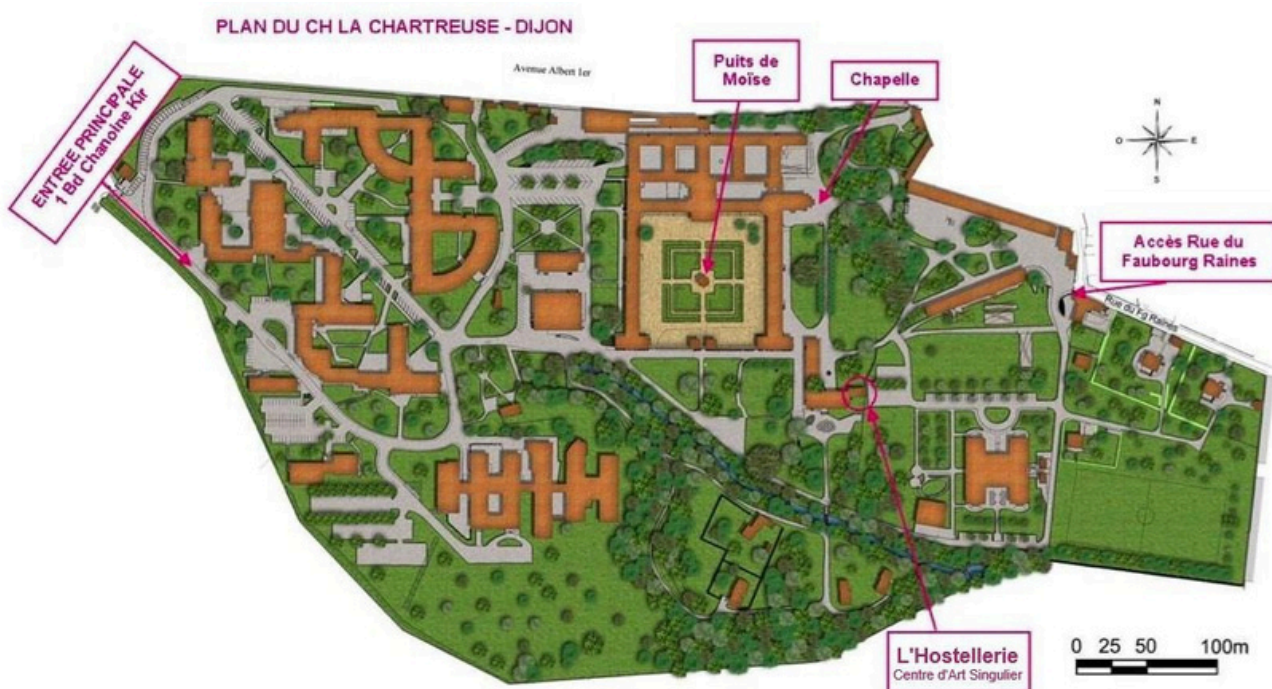 PLAN DU CH LA CHARTREUSE - DIJON
Avenue Albert 1er
ENTREE PRINCIPALE
1 Bd Chanoine Kir
Puits de
Moïse
Chapelle
N
O
E
S
Accès Rue du
Faubourg Raines
Rue du Fg Raines
L'Hostellerie
Centre d'Art Singulier
0 25 50 100m